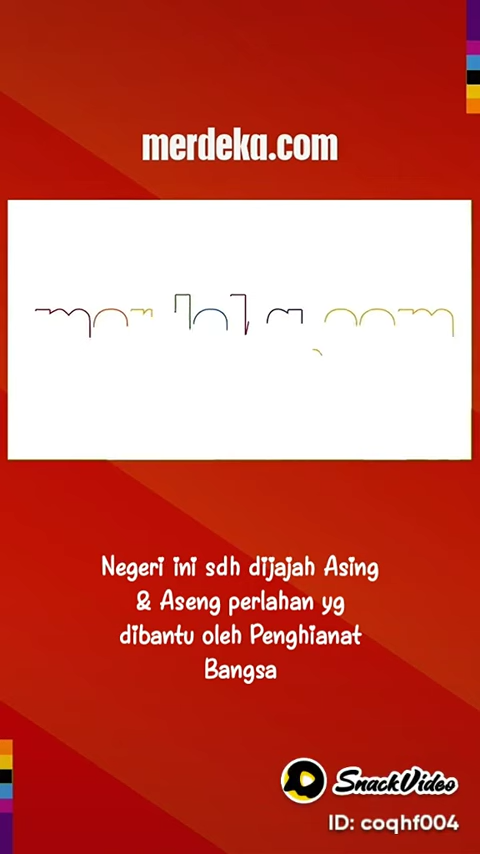 merdeka.com
Negeri ini sdh dijajah Asing
& Aseng perlahan yg
dibantu oleh Penghianat
Bangsa
SnackVideo
ID: coqhf004